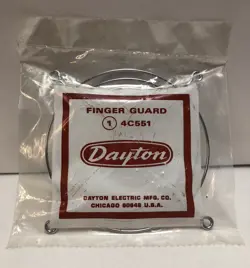 FINGER GUARD
1 4C551
Dayton
DAYTON ELECTRIC MFG. CO.
CHICAGO 60648 U.S.A.